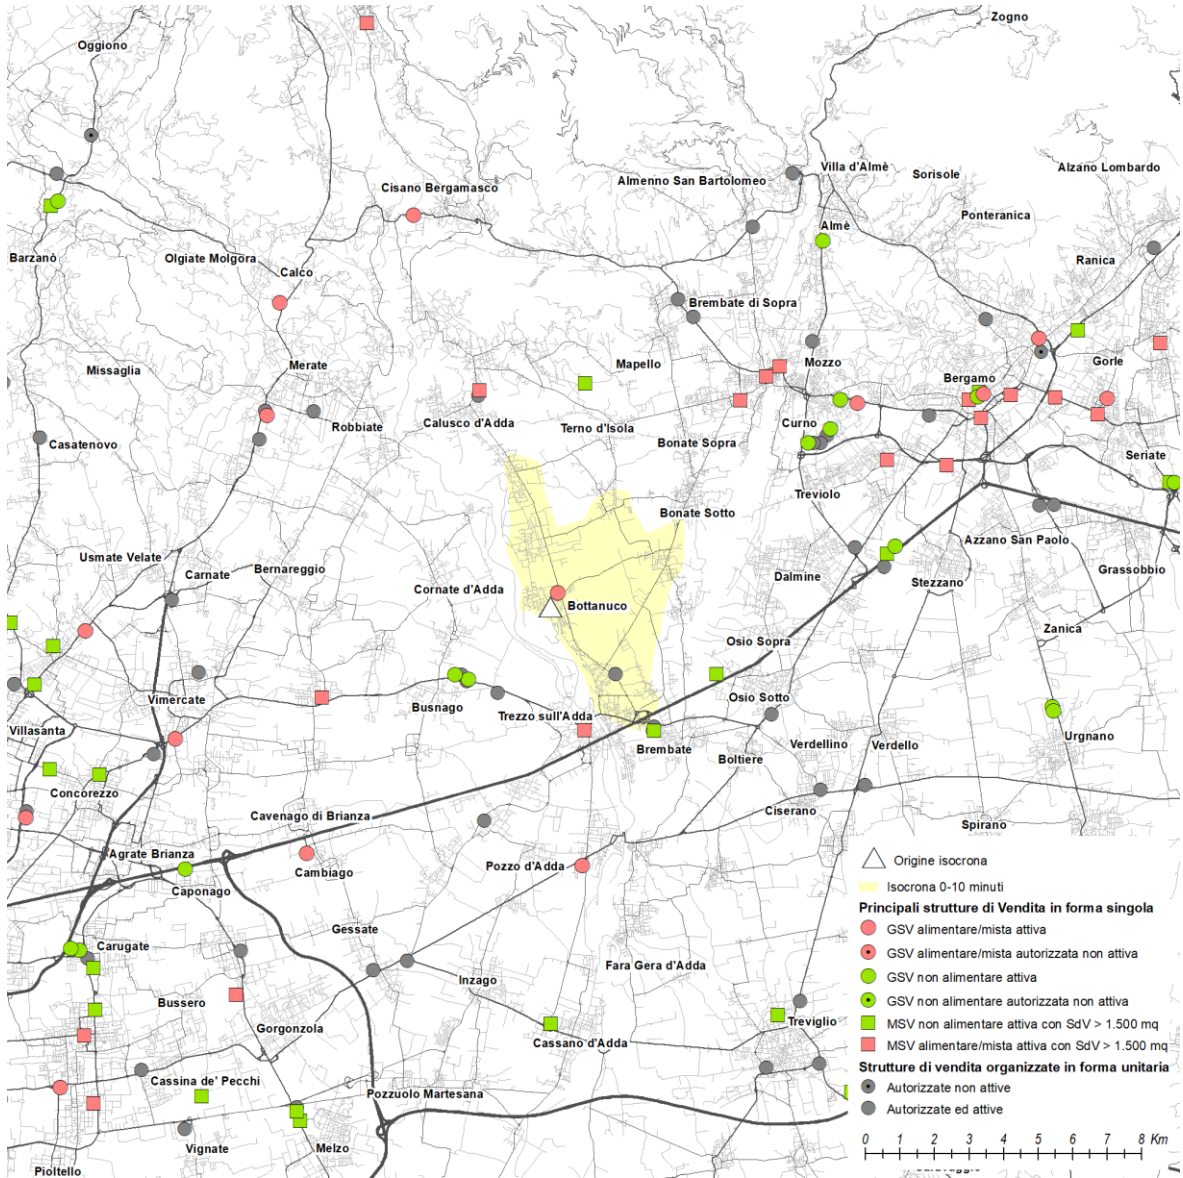 Zogno
Oggiono
Villa d'Almè
Almenno San Bartolomeo
Sorisole
Alzano Lombardo
Cisano Bergamasco
Ponteranica
Almè
Barzanò
Olgiate Molgora
Ranica
Calco
Brembate di Sopra
Missaglia
Merate
Mapello
Mozzo
Gorle
Bergamo
Robbiate
Calusco d'Adda
Terno d'Isola
Curno
Casatenovo
Bonate Sopra
Seriate
Treviolo
Bonate Sotto
Azzano San Paolo
Usmate Velate
Bernareggio
Carnate
Grassobbio
Cornate d'Adda
Dalmine
Stezzano
Bottanuco
Zanica
Osio Sopra
Vimercate
Busnago
Osio Sotto
Trezzo sull'Adda
Villasanta
Urgnano
Brembate
Verdellino
Verdello
Boltiere
Concorezzo
Ciserano
Cavenago di Brianza
Spirano
Agrate Brianza
Pozzo d'Adda
Cambiago
Caponago
Gessate
Carugate
Fara Gera d'Adda
Inzago
Bussero
Treviglio
Gorgonzola
Cassano d'Adda
Cassina de' Pecchi
Pozzuolo Martesana
Vignate
Melzo
Pioltello
Origine isocrona
Isocrona 0-10 minuti
Principali strutture di Vendita in forma singola
GSV alimentare/mista attiva
GSV alimentare/mista autorizzata non attiva
GSV non alimentare attiva
GSV non alimentare autorizzata non attiva
MSV non alimentare attiva con SdV > 1.500 mq
MSV alimentare/mista attiva con SdV > 1.500 mq
Strutture di vendita organizzate in forma unitaria
Autorizzate non attive
Autorizzate ed attive
0 1 2 3 4 5 6 7 8 Km